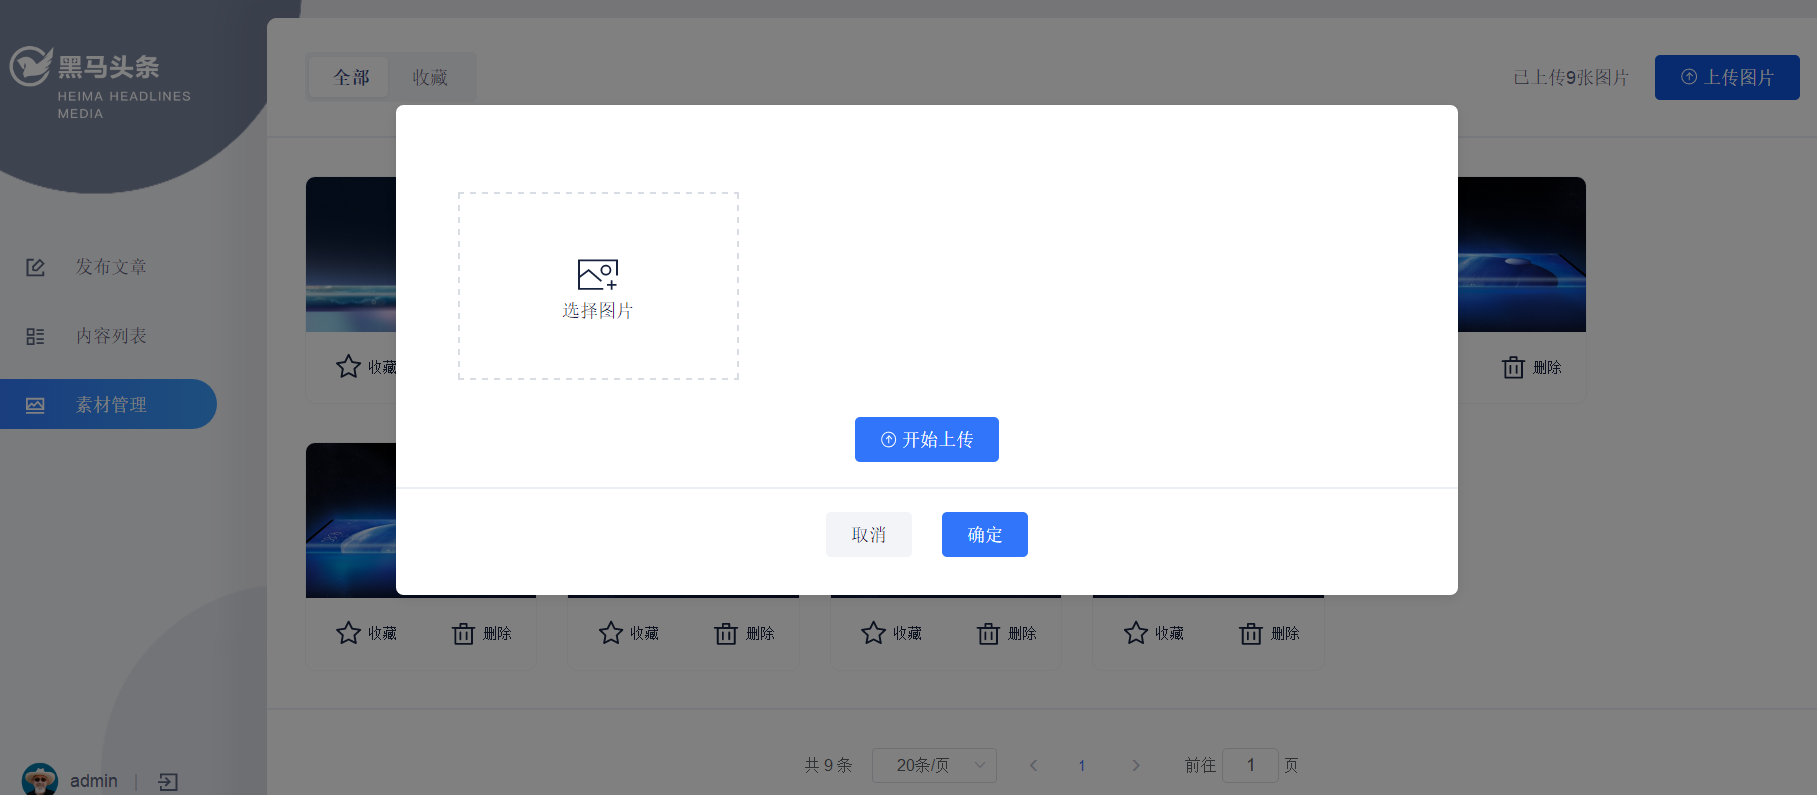 黑马头条
HEIMA HEADLINES
MEDIA
全部 收藏
已上传9张图片
上传图片
发布文章
内容列表
素材管理
选择图片
开始上传
取消
确定
收藏
删除
收藏 删除
收藏 删除
收藏 删除
收藏 删除
共 9 条
20条/页
1
前往 1 页
admin